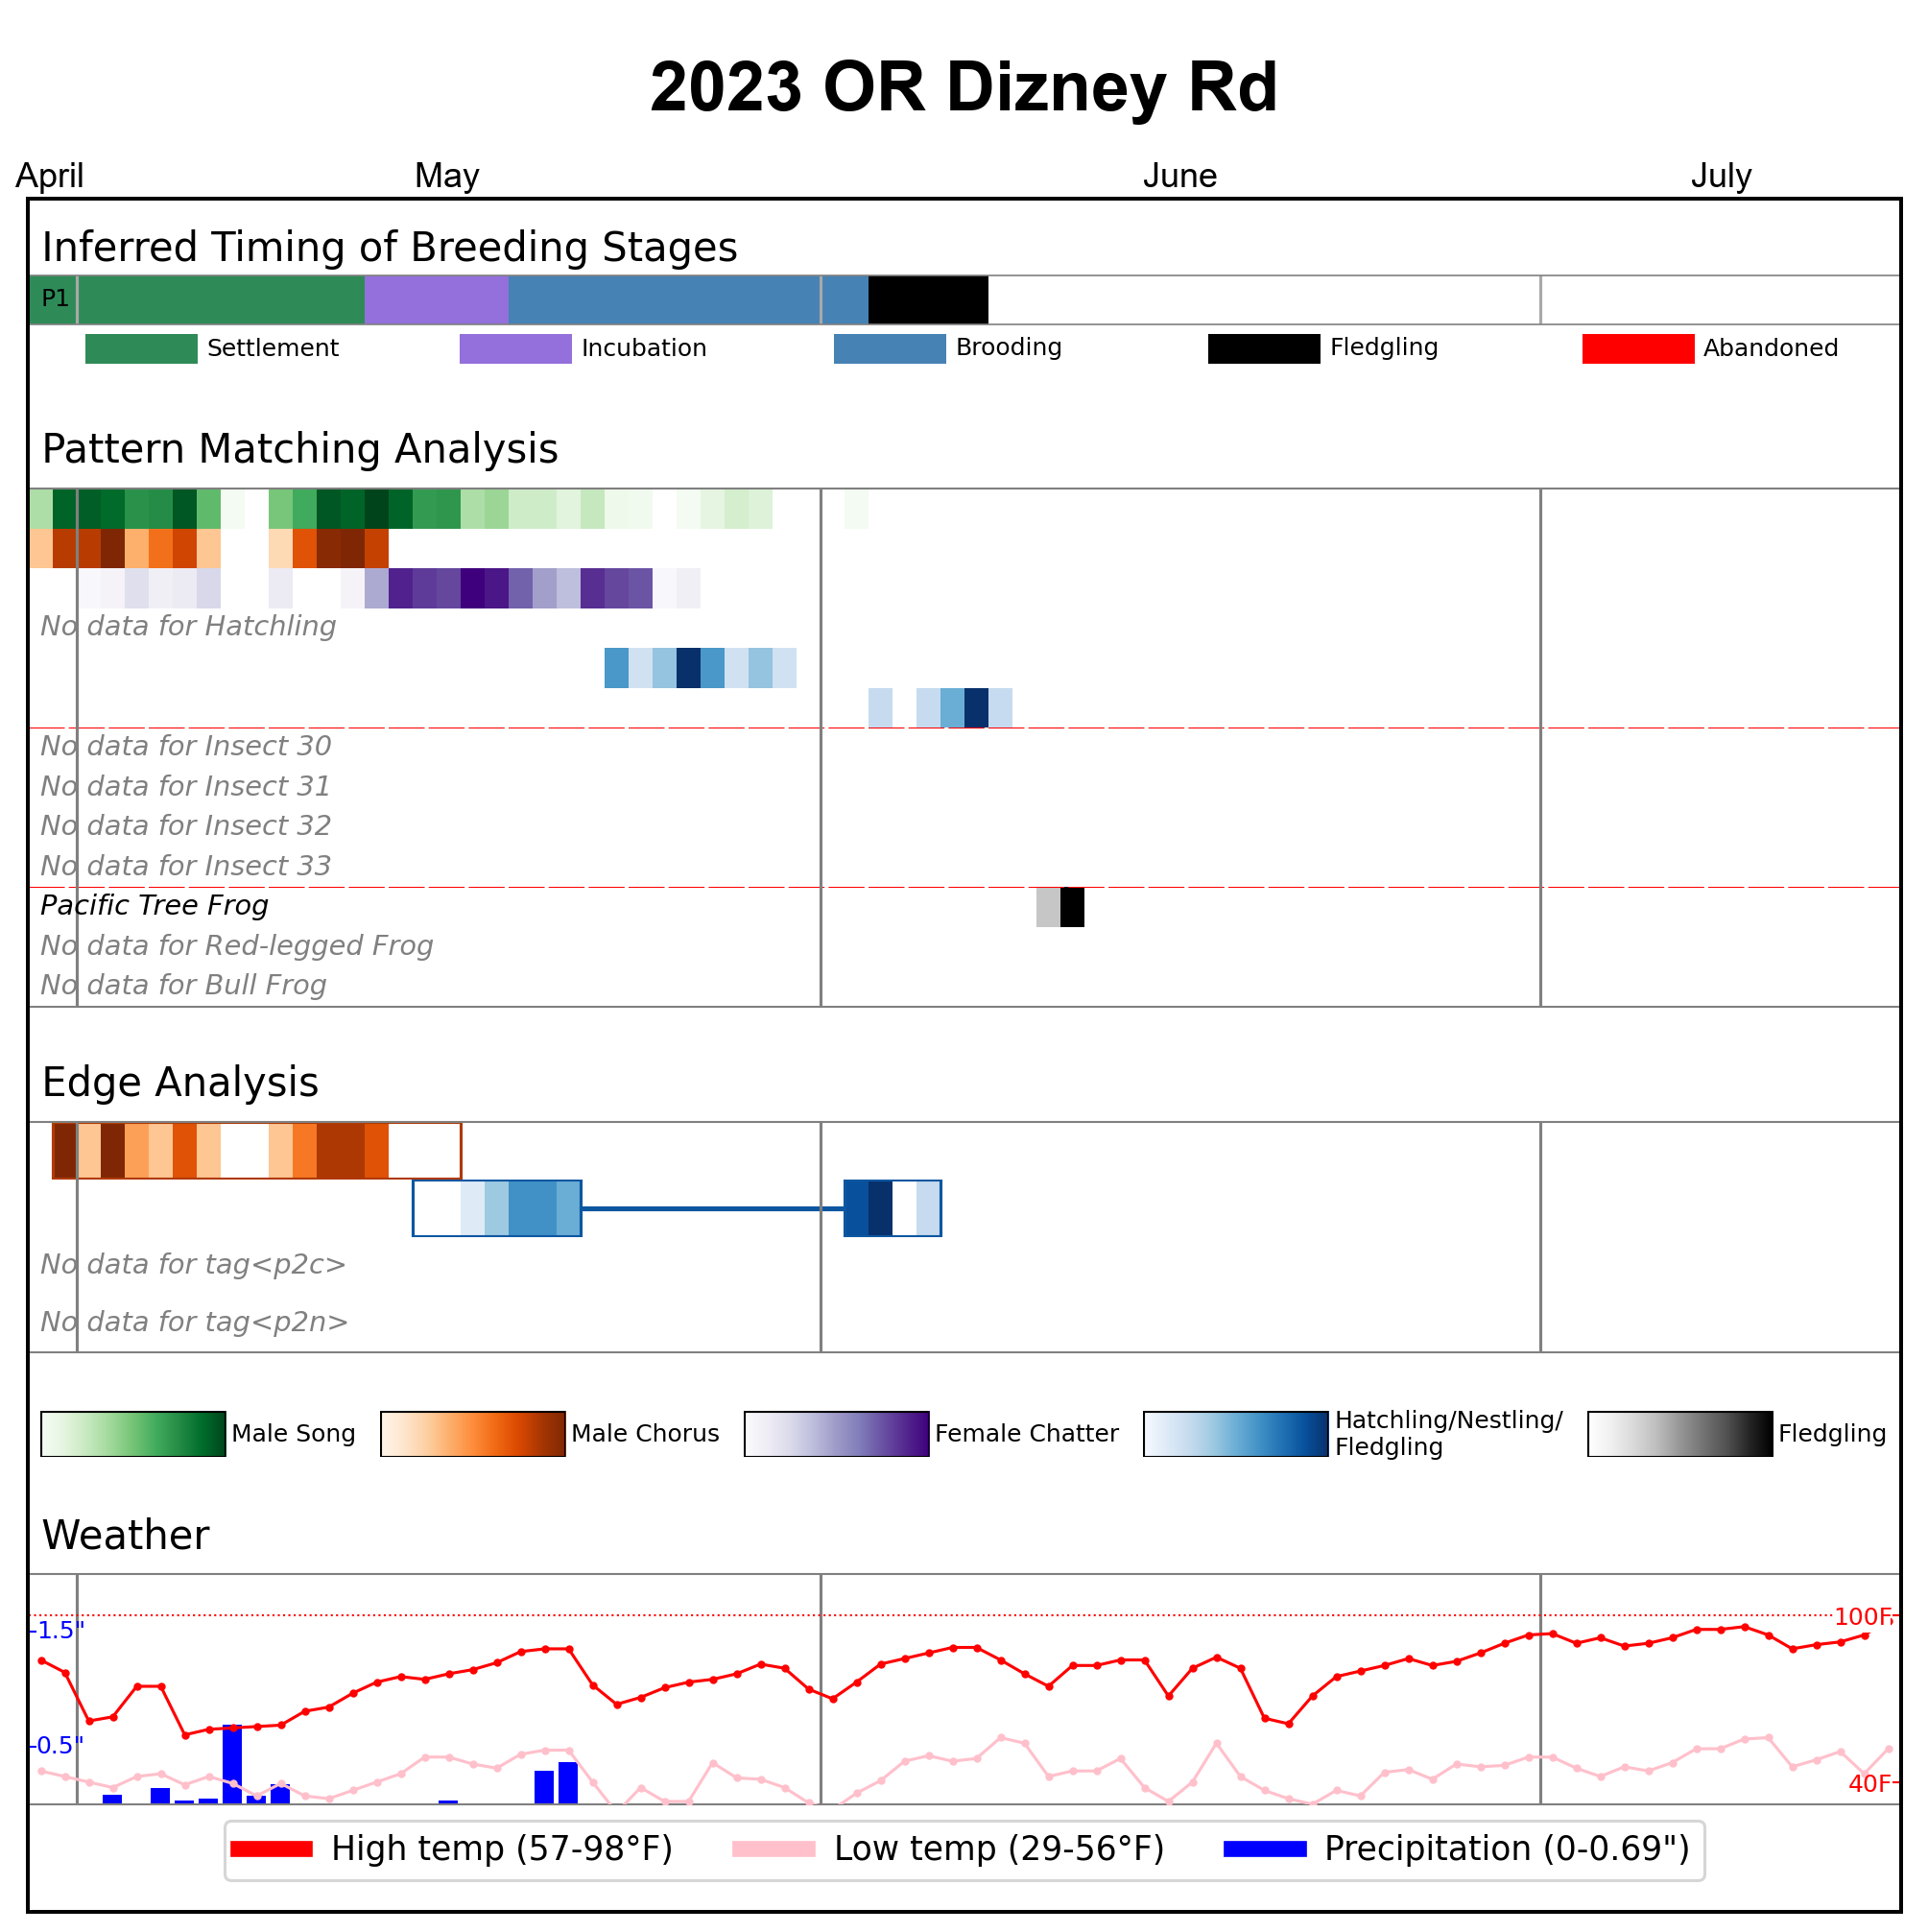 2023 OR Dizney Rd
April May June July
Inferred Timing of Breeding Stages
P1
Settlement Incubation Brooding Fledgling Abandoned
Pattern Matching Analysis
No data for Hatchling
No data for Insect 30
No data for Insect 31
No data for Insect 32
No data for Insect 33
Pacific Tree Frog
No data for Red-legged Frog
No data for Bull Frog
Edge Analysis
No data for tag<p2c>
No data for tag<p2n>
Male Song Male Chorus Female Chatter Hatchling/Nestling/
Fledgling Fledgling
Weather
1.5" 100F
0.5"
40F
High temp (57-98°F) Low temp (29-56°F) Precipitation (0-0.69")